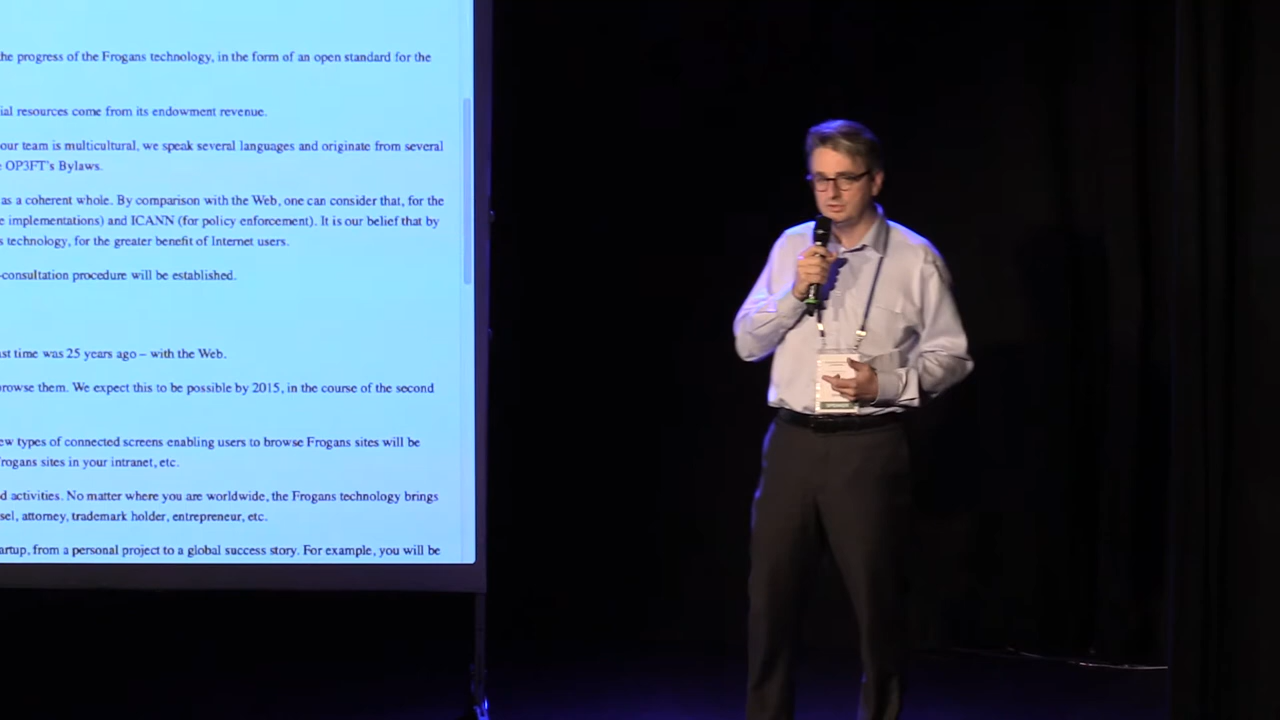 he progress of the Frogans technology, in the form of an open standard for the
ial resources come from its endowment revenue.
our team is multicultural, we speak several languages and originate from several
OP3FT's Bylaws.
as a coherent whole. By comparison with the Web, one can consider that, for the
e implementations) and ICANN (for policy enforcement). It is our belief that by
s technology, for the greater benefit of Internet users.
-consultation procedure will be established.
st time was 25 years ago – with the Web.
rowse them. We expect this to be possible by 2015, in the course of the second
ew types of connected screens enabling users to browse Frogans sites will be
rogans sites in your intranet, etc.
d activities. No matter where you are worldwide, the Frogans technology brings
sel, attorney, trademark holder, entrepreneur, etc.
artup, from a personal project to a global success story. For example, you will be